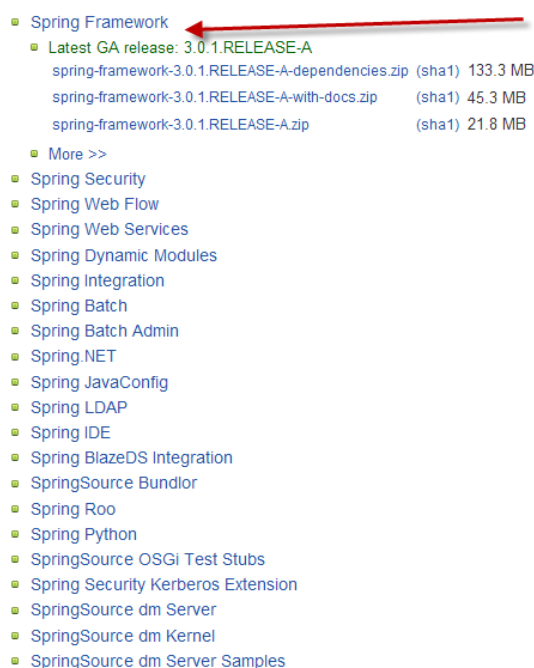 Spring Framework
Latest GA release: 3.0.1.RELEASE-A
spring-framework-3.0.1.RELEASE-A-dependencies.zip (sha1) 133.3 MB
spring-framework-3.0.1.RELEASE-A-with-docs.zip (sha1) 45.3 MB
spring-framework-3.0.1.RELEASE-A.zip (sha1) 21.8 MB
More >>
Spring Security
Spring Web Flow
Spring Web Services
Spring Dynamic Modules
Spring Integration
Spring Batch
Spring Batch Admin
Spring.NET
Spring JavaConfig
Spring LDAP
Spring IDE
Spring BlazeDS Integration
SpringSource Bundlor
Spring Roo
Spring Python
SpringSource OSGi Test Stubs
Spring Security Kerberos Extension
SpringSource dm Server
SpringSource dm Kernel
SpringSource dm Server Samples